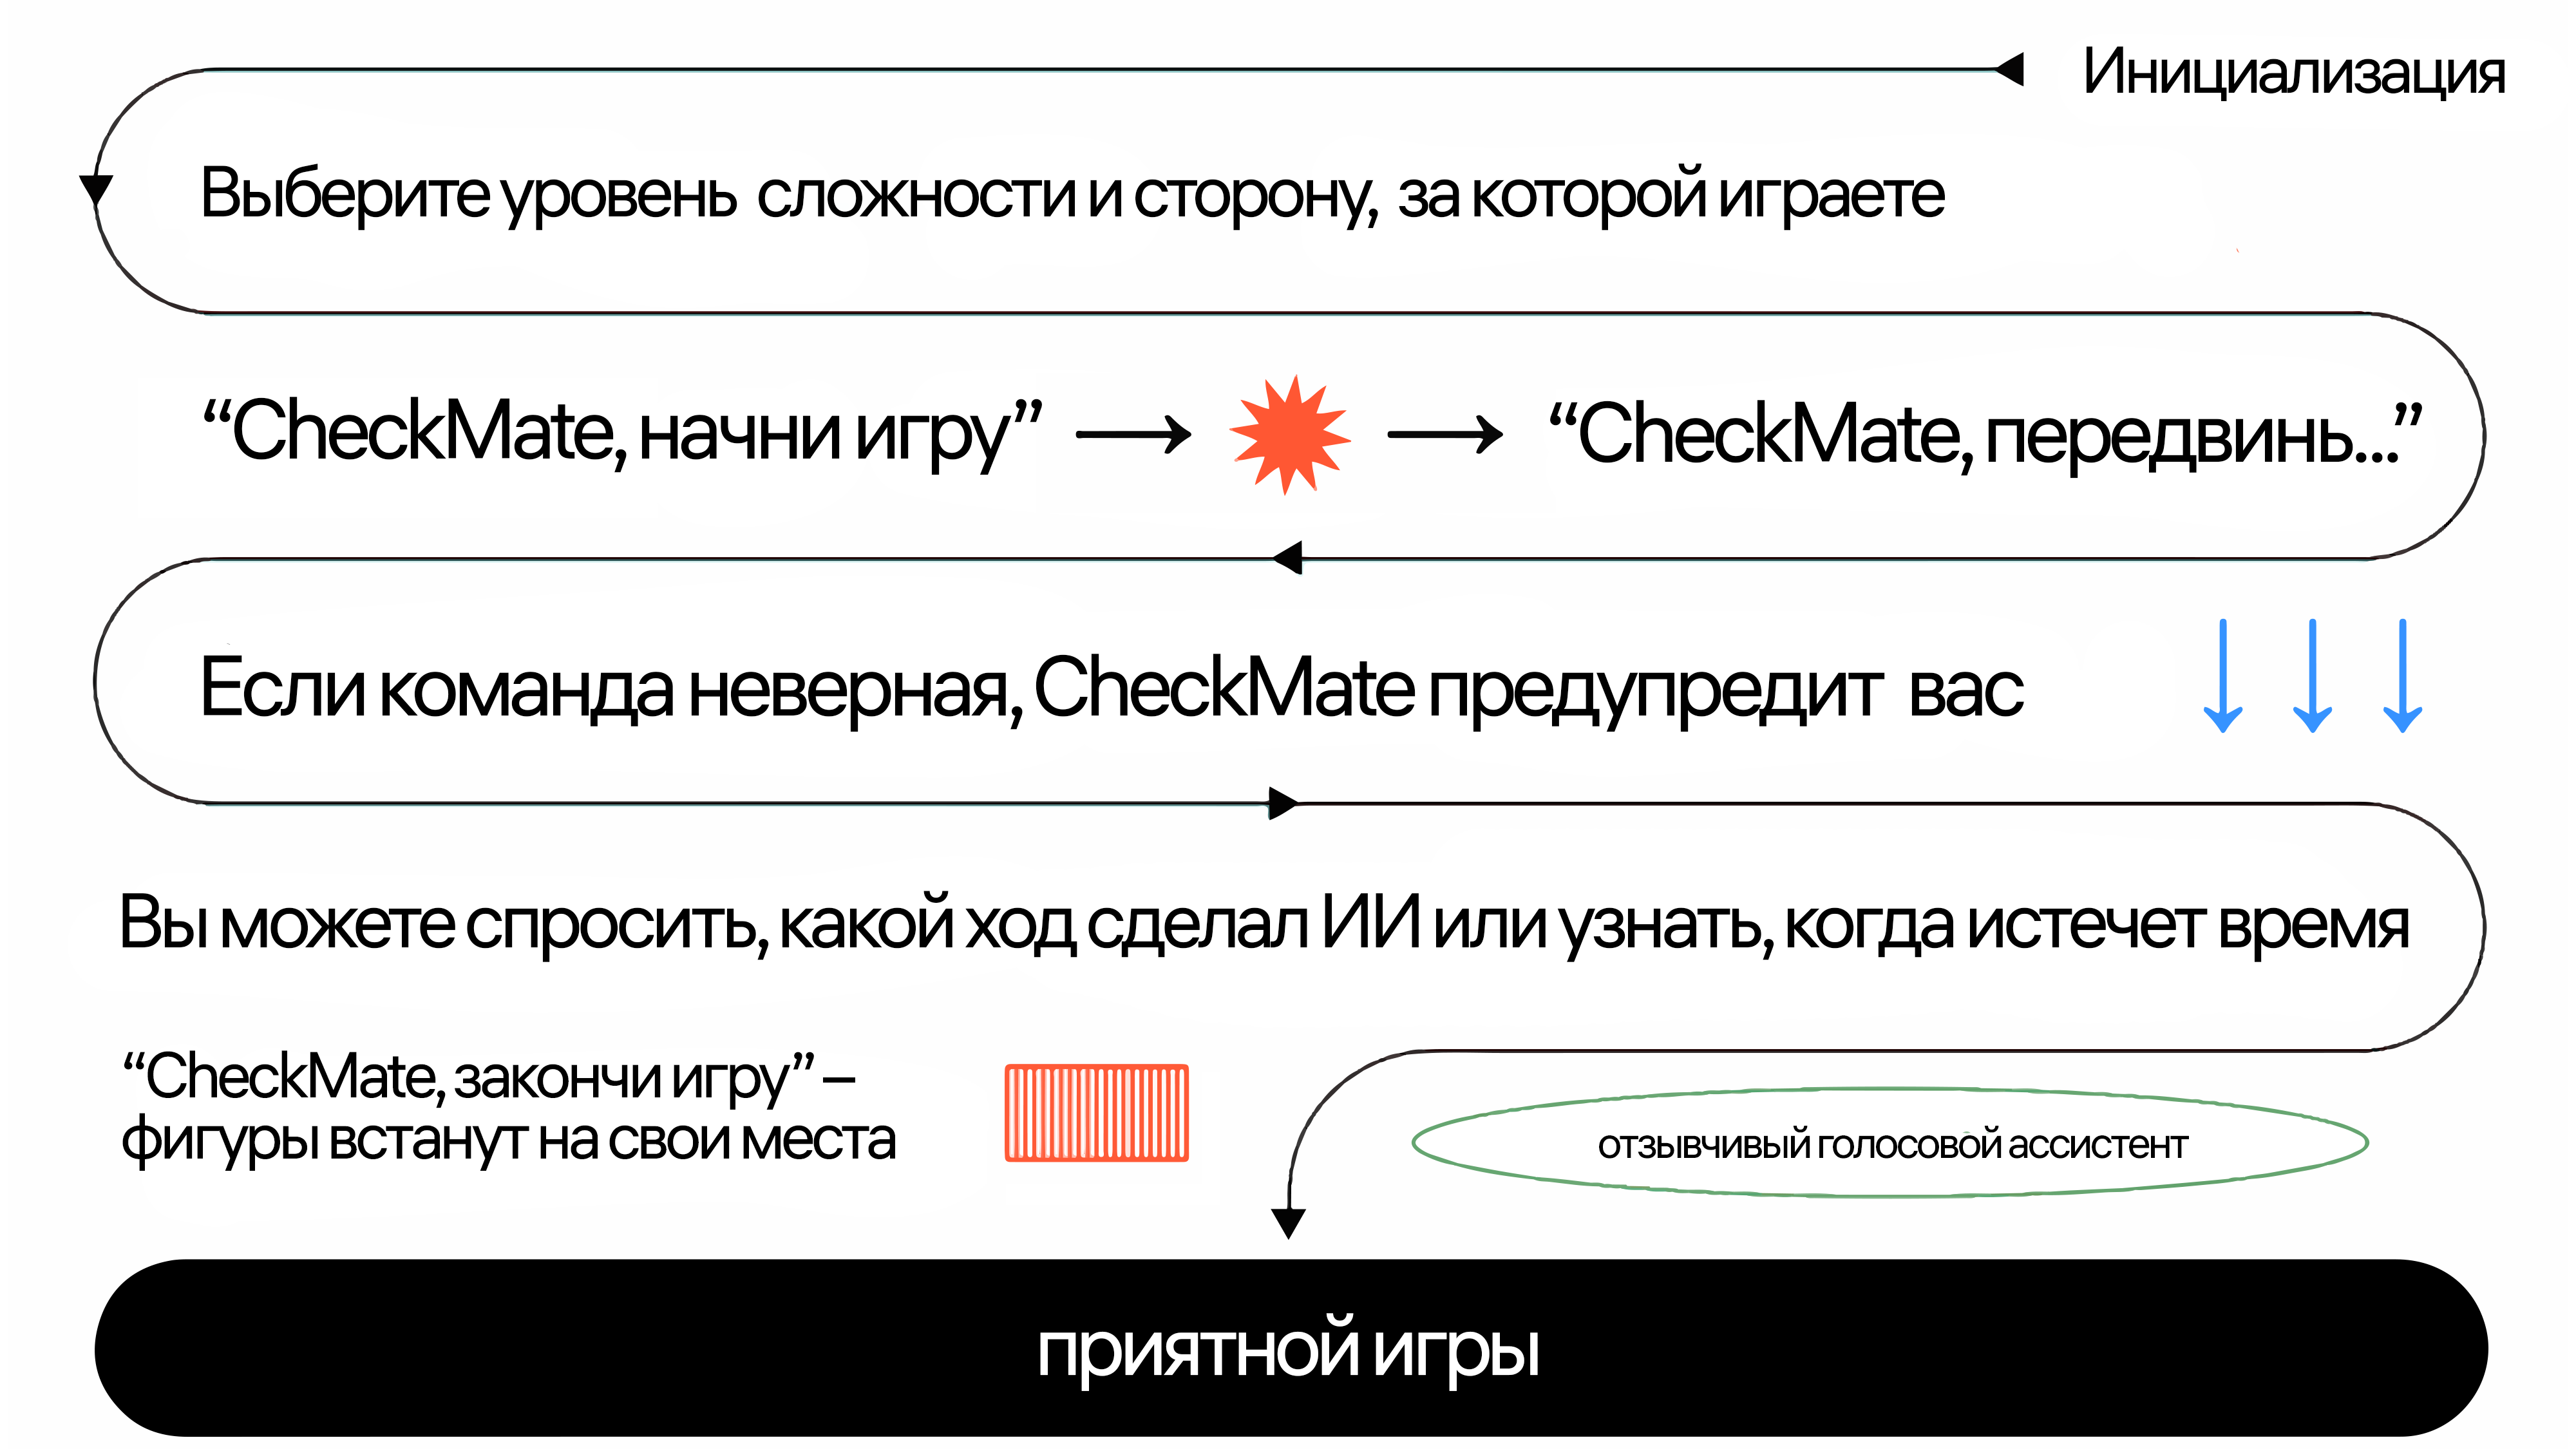 Инициализация
Выберите уровень сложности и сторону, за которой играете
“CheckMate, начни игру” “CheckMate, передвинь...”
Если команда неверная, CheckMate предупредит вас
Вы можете спросить, какой ход сделал ИИ или узнать, когда истечет время
“CheckMate, закончи игру” –
фигуры встанут на свои места
отзывчивый голосовой ассистент
приятной игры